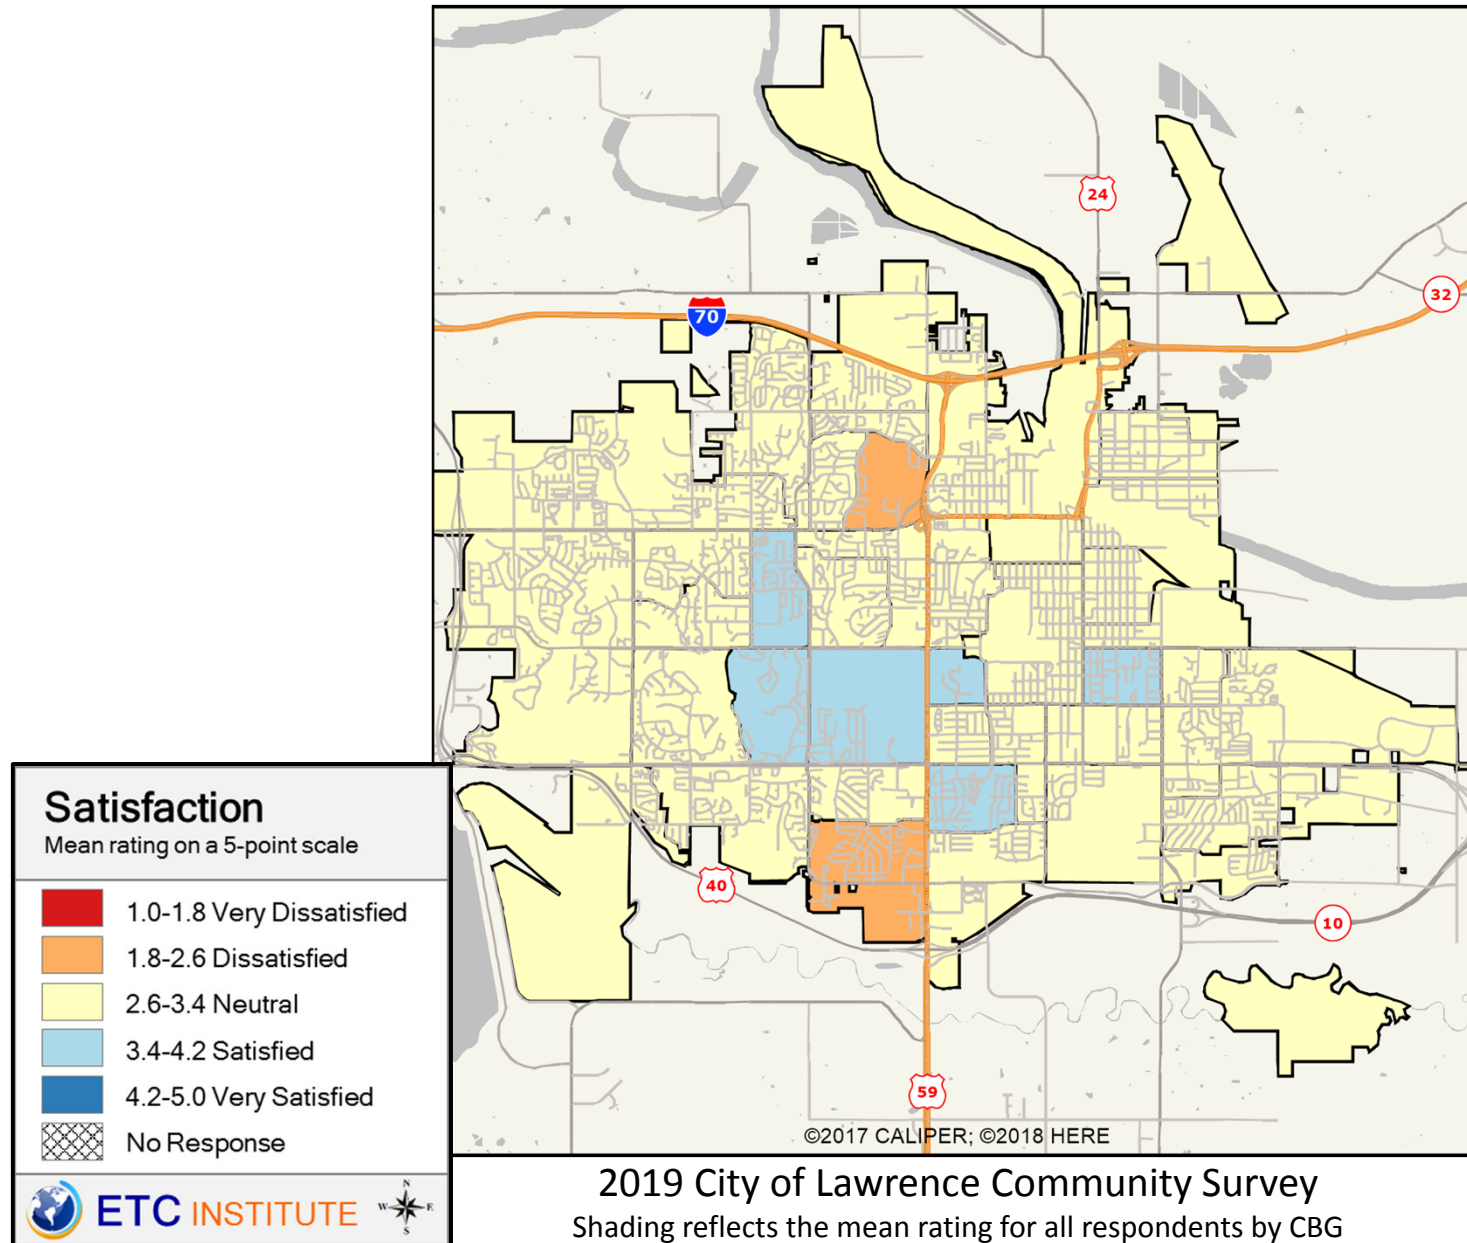 24
32
70
40
10
59
©2017 CALIPER; ©2018 HERE
Satisfaction
Mean rating on a 5-point scale
1.0-1.8 Very Dissatisfied
1.8-2.6 Dissatisfied
2.6-3.4 Neutral
3.4-4.2 Satisfied
4.2-5.0 Very Satisfied
No Response
ETC INSTITUTE
N
W E
S
2019 City of Lawrence Community Survey
Shading reflects the mean rating for all respondents by CBG